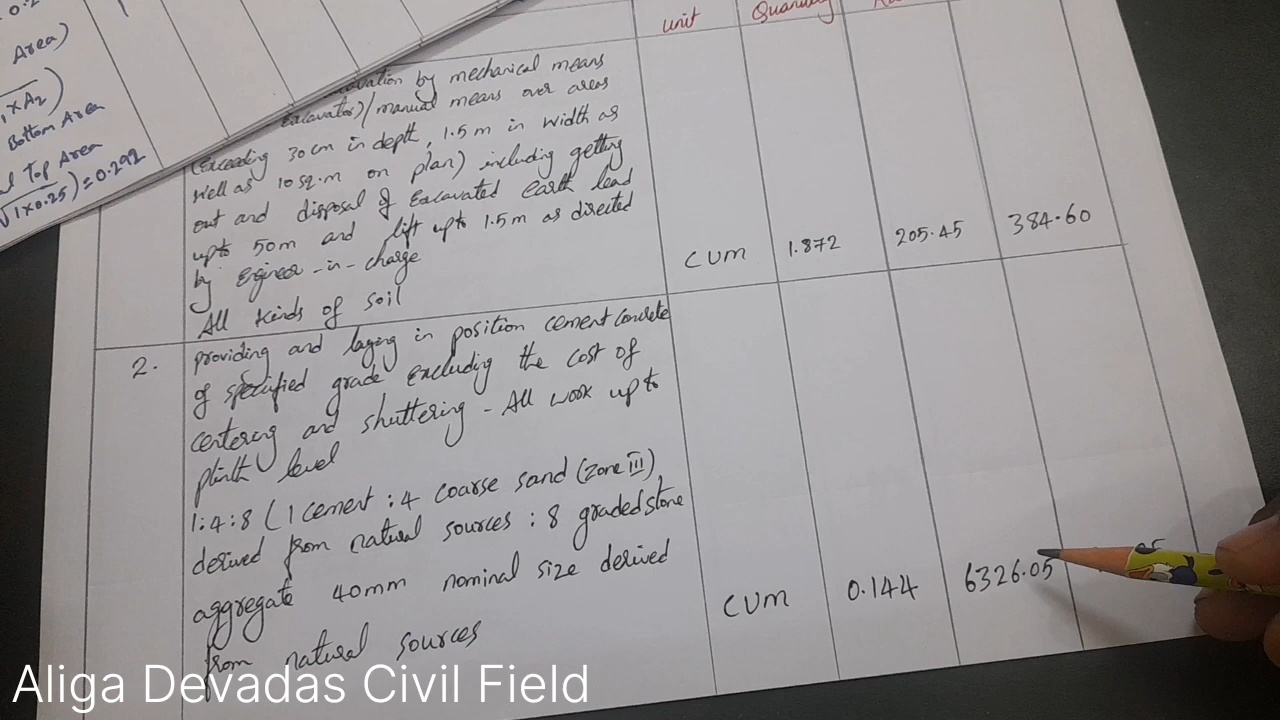 Area)
1 x A2)
Bottom Area
Top Area
√1x0.25) = 0.292
unit Quantity
by mechanical means
/manual means over areas
(Exceeding 30cm in depth, 1.5 m in width as
well as 10 sq.m on plan) including getting
out and disposal of Excavated earth lead
upto 50m and lift upto 1.5m as directed
by Engineer-in-charge
All kinds of soil
cum 1.872 205.45 384.60
2. providing and laying in position cement concrete
of specified grade excluding the cost of
centering and shuttering - All work up to
plinth level
1:4:8 (1 cement : 4 coarse sand (zone III)
derived from natural sources : 8 graded stone
aggregate 40mm nominal size derived
from natural sources
cum 0.144 6326.05
Aliga Devadas Civil Field